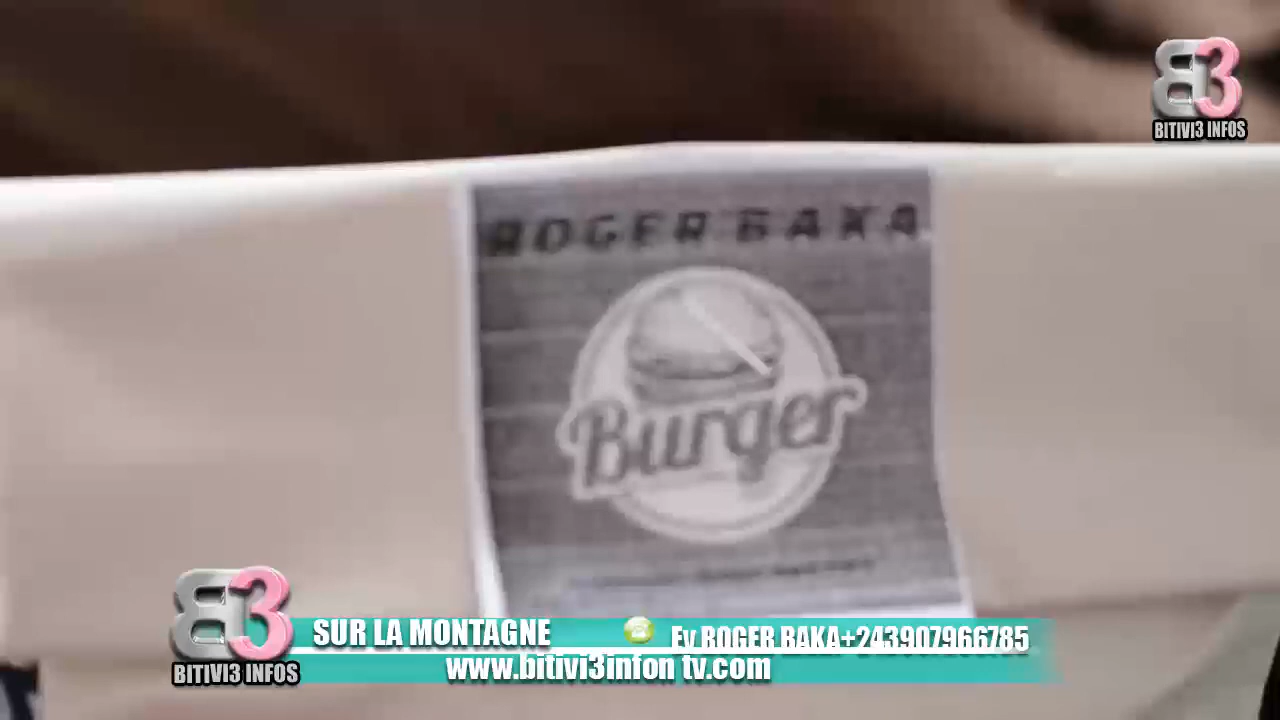 B3
BITIVI3 INFOS
ROGER BAKA
Burger
B3
BITIVI3 INFOS
SUR LA MONTAGNE
Ev ROGER BAKA+243907966785
www.bitivi3infon tv.com